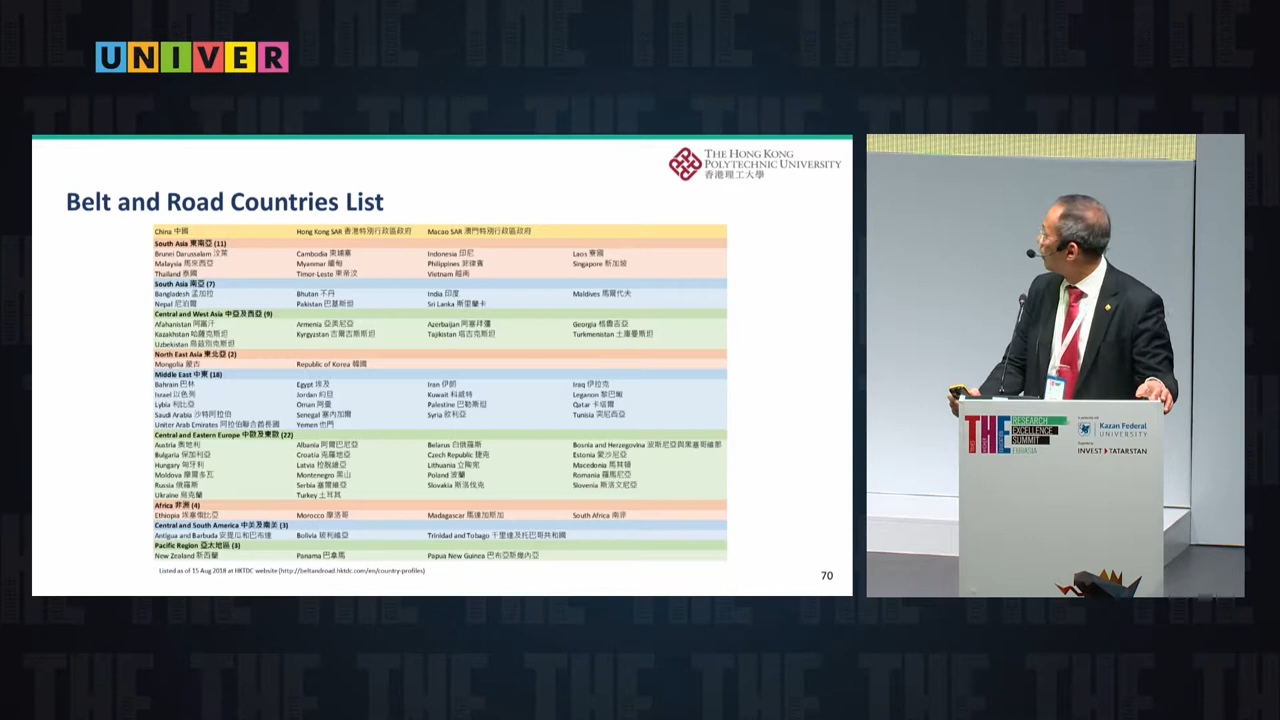 UNIVER
THE HONG KONG
POLYTECHNIC UNIVERSITY
香港理工大學
Belt and Road Countries List
China 中國 Hong Kong SAR 香港特別行政區政府 Macao SAR 澳門特別行政區政府
South Asia 東南亞 (11)
Brunei Darussalam 汶萊 Cambodia 柬埔寨 Indonesia 印尼 Laos 寮國
Malaysia 馬來西亞 Myanmar 緬甸 Philippines 菲律賓 Singapore 新加坡
Thailand 泰國 Timor-Leste 東帝汶 Vietnam 越南
South Asia 南亞 (7)
Bangladesh 孟加拉 Bhutan 不丹 India 印度 Maldives 馬爾代夫
Nepal 尼泊爾 Pakistan 巴基斯坦 Sri Lanka 斯里蘭卡
Central and West Asia 中亞及西亞 (9)
Afahanistan 阿富汗 Armenia 亞美尼亞 Azerbaijan 阿塞拜彊 Georgia 格魯吉亞
Kazakhstan 哈薩克斯坦 Kyrgyzstan 吉爾吉斯斯坦 Tajikistan 塔吉克斯坦 Turkmenistan 土庫曼斯坦
Uzbekistan 烏茲別克斯坦
North East Asia 東北亞 (2)
Mongolia 蒙古 Republic of Korea 韓國
Middle East 中東 (18)
Bahrain 巴林 Egypt 埃及 Iran 伊朗 Iraq 伊拉克
Israel 以色列 Jordan 約旦 Kuwait 科威特 Leganon 黎巴嫩
Lybia 利比亞 Oman 阿曼 Palestine 巴勒斯坦 Qatar 卡塔爾
Saudi Arabia 沙特阿拉伯 Senegal 塞內加爾 Syria 敘利亞 Tunisia 突尼西亞
Uniter Arab Emirates 阿拉伯聯合酋長國 Yemen 也門
Central and Eastern Europe 中歐及東歐 (22)
Austria 奧地利 Albania 阿爾巴尼亞 Belarus 白俄羅斯 Bosnia and Herzegovina 波斯尼亞與黑塞哥維那
Bulgaria 保加利亞 Croatia 克羅地亞 Czech Republic 捷克 Estonia 愛沙尼亞
Hungary 匈牙利 Latvia 拉脫維亞 Lithuania 立陶宛 Macedonia 馬其頓
Moldova 摩爾多瓦 Montenegro 黑山 Poland 波蘭 Romania 羅馬尼亞
Russia 俄羅斯 Serbia 塞爾維亞 Slovakia 斯洛伐克 Slovenia 斯洛文尼亞
Ukraine 烏克蘭 Turkey 土耳其
Africa 非洲 (4)
Ethiopia 埃塞俄比亞 Morocco 摩洛哥 Madagascar 馬達加斯加 South Africa 南非
Central and South America 中美及南美 (3)
Antigua and Barbuda 安提瓜和巴布達 Bolivia 玻利維亞 Trinidad and Tobago 千里達及托巴哥共和國
Pacific Region 亞太地區 (3)
New Zealand 新西蘭 Panama 巴拿馬 Papua New Guinea 巴布亞新幾內亞
Listed as of 15 Aug 2018 at HKTDC website (http://beltandroad.hktdc.com/en/country-profiles)
70
THE
RESEARCH
EXCELLENCE
SUMMIT
EURASIA
Kazan Federal
UNIVERSITY
INVEST TATARSTAN